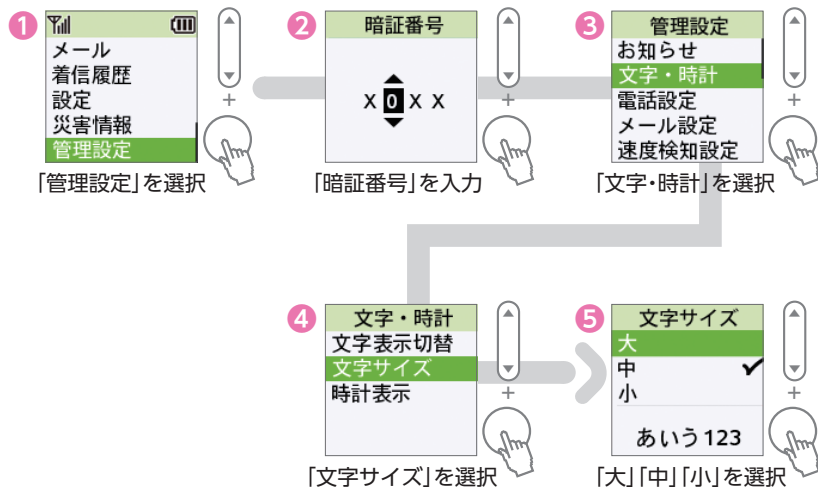 1
メール
着信履歴
設定
災害情報
管理設定
+
「管理設定」を選択
2
暗証番号
X 0 X X
+
「暗証番号」を入力
3
管理設定
お知らせ
文字・時計
電話設定
メール設定
速度検知設定
+
「文字・時計」を選択
4
文字・時計
文字表示切替
文字サイズ
時計表示
+
「文字サイズ」を選択
5
文字サイズ
大
中
小
あいう123
+
「大」「中」「小」を選択